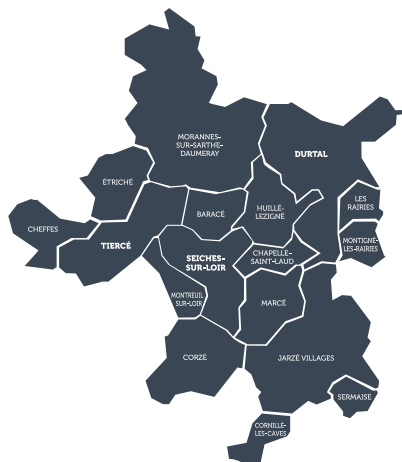 MORANNES-
SUR-SARTHE-
DAUMERAY
DURTAL
ÉTRICHÉ
LES
RAIRIES
BARACÉ
HUILLÉ-
LEZIGNÉ
CHEFFES
TIERCÉ
MONTIGNÉ-
LES-RAIRIES
SEICHES-
SUR-LOIR
CHAPELLE-
SAINT-LAUD
MONTREUIL
SUR-LOIR
MARCÉ
CORZÉ
JARZÉ VILLAGES
SERMAISE
CORNILLÉ-
LES-CAVES